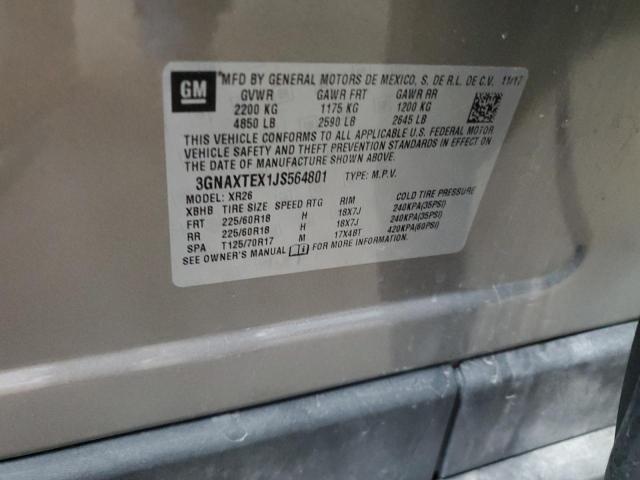 GM *MFD BY GENERAL MOTORS DE MEXICO, S. DE R.L. DE C.V. 11/17
GVWR GAWR FRT GAWR RR
2200 KG 1175 KG 1200 KG
4850 LB 2590 LB 2645 LB
THIS VEHICLE CONFORMS TO ALL APPLICABLE U.S. FEDERAL MOTOR
VEHICLE SAFETY AND THEFT PREVENTION STANDARDS IN EFFECT ON
THE DATE OF MANUFACTURE SHOWN ABOVE.
3GNAXTEX1JS564801 TYPE: M.P.V.
MODEL: XR26
XBHB TIRE SIZE SPEED RTG RIM COLD TIRE PRESSURE
FRT 225/60R18 H 18X7J 240KPA(35PSI)
RR 225/60R18 H 18X7J 240KPA(35PSI)
SPA T125/70R17 M 17X4BT 420KPA(60PSI)
SEE OWNER'S MANUAL FOR MORE INFORMATION.